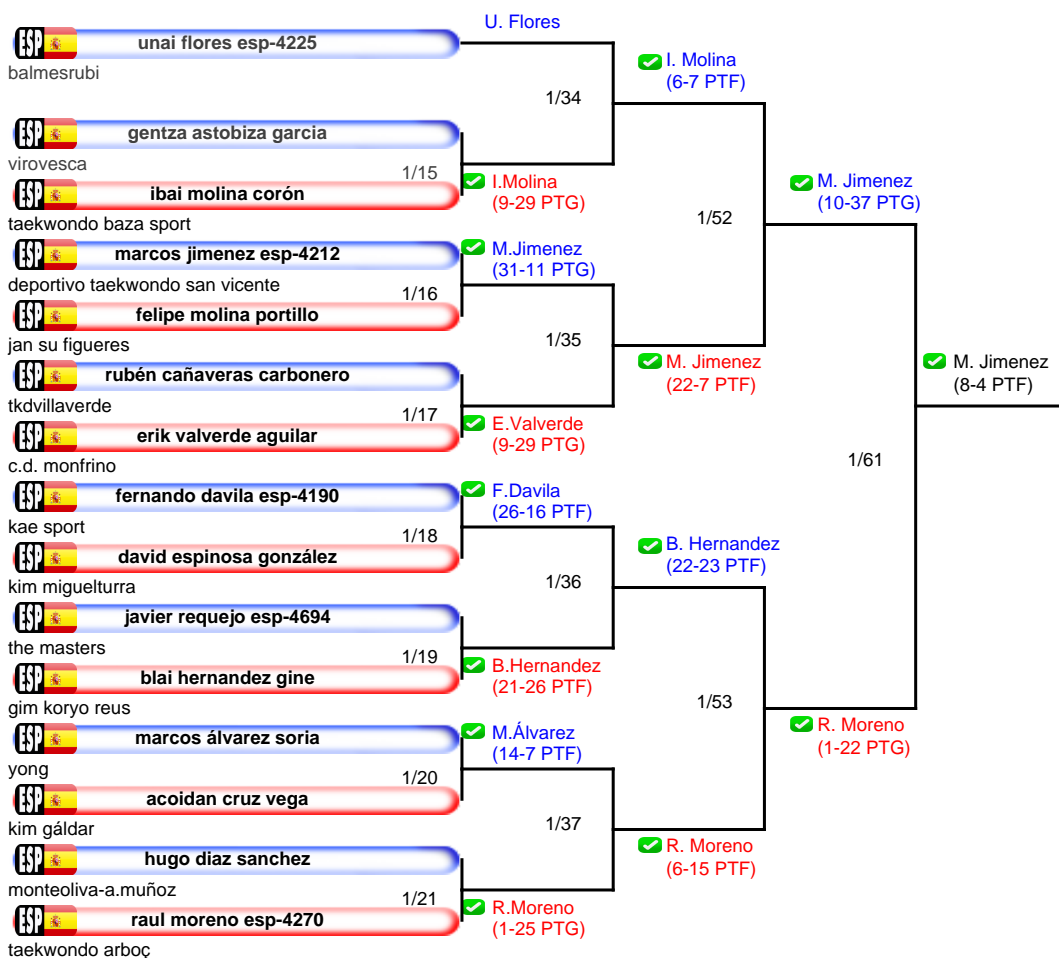 U. Flores
ESP unai flores esp-4225
balmesrubi
I. Molina
(6-7 PTF)
1/34
ESP gentza astobiza garcia
virovesca
1/15
ESP ibai molina corón
taekwondo baza sport
I.Molina
(9-29 PTG)
M. Jimenez
(10-37 PTG)
1/52
ESP marcos jimenez esp-4212
deportivo taekwondo san vicente
M.Jimenez
(31-11 PTG)
1/16
ESP felipe molina portillo
jan su figueres
1/35
M. Jimenez
(22-7 PTF)
ESP rubén cañaveras carbonero
tkdvillaverde
1/17
ESP erik valverde aguilar
c.d. monfrino
E.Valverde
(9-29 PTG)
M. Jimenez
(8-4 PTF)
1/61
ESP fernando davila esp-4190
kae sport
F.Davila
(26-16 PTF)
1/18
ESP david espinosa gonzález
kim miguelturra
B. Hernandez
(22-23 PTF)
1/36
ESP javier requejo esp-4694
the masters
1/19
ESP blai hernandez gine
gim koryo reus
B.Hernandez
(21-26 PTF)
1/53
R. Moreno
(1-22 PTG)
ESP marcos álvarez soria
yong
M.Álvarez
(14-7 PTF)
1/20
ESP acoidan cruz vega
kim gáldar
1/37
R. Moreno
(6-15 PTF)
ESP hugo diaz sanchez
monteoliva-a.muñoz
1/21
ESP raul moreno esp-4270
taekwondo arboç
R.Moreno
(1-25 PTG)